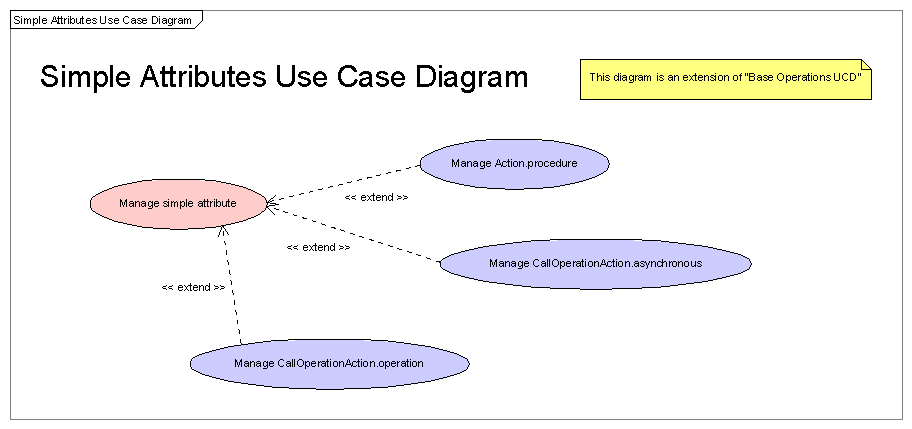 Simple Attributes Use Case Diagram
Simple Attributes Use Case Diagram
This diagram is an extension of "Base Operations UCD"
Manage Action.procedure
Manage simple attribute
<< extend >>
<< extend >>
Manage CallOperationAction.asynchronous
<< extend >>
Manage CallOperationAction.operation